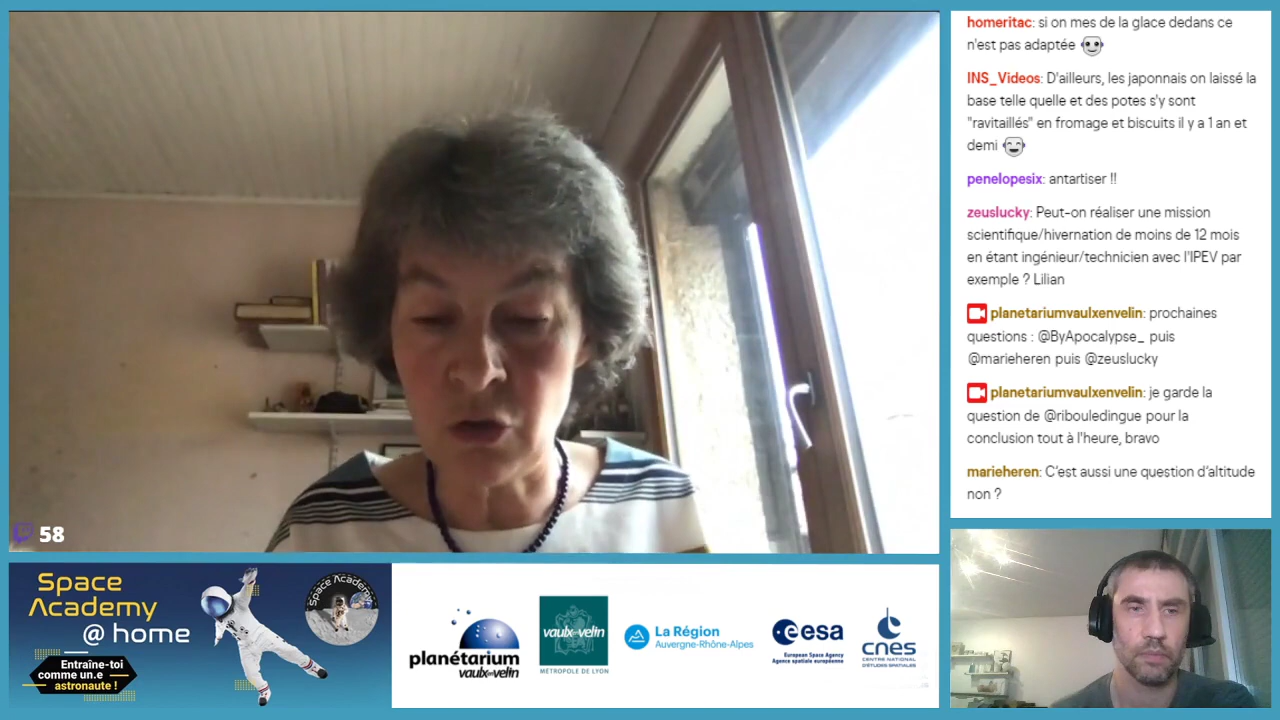 homeritac: si on mes de la glace dedans ce
n'est pas adaptée
INS_Videos: D'ailleurs, les japonnais on laissé la
base telle quelle et des potes s'y sont
"ravitaillés" en fromage et biscuits il y a 1 an et
demi
penelopesix: antartiser !!
zeuslucky: Peut-on réaliser une mission
scientifique/hivernation de moins de 12 mois
en étant ingénieur/technicien avec l'IPEV par
exemple ? Lilian
planetariumvaulxenvelin: prochaines
questions : @ByApocalypse_ puis
@marieheren puis @zeuslucky
planetariumvaulxenvelin: je garde la
question de @ribouledingue pour la
conclusion tout à l'heure, bravo
marieheren: C'est aussi une question d'altitude
non ?
58
Space
Academy
@ home
Entraîne-toi
comme un.e
astronaute !
Space Academy
planétarium
vaulx en velin
vaulx en velin
MÉTROPOLE DE LYON
La Région
Auvergne-Rhône-Alpes
esa
European Space Agency
Agence spatiale européenne
cnes
CENTRE NATIONAL
D'ÉTUDES SPATIALES